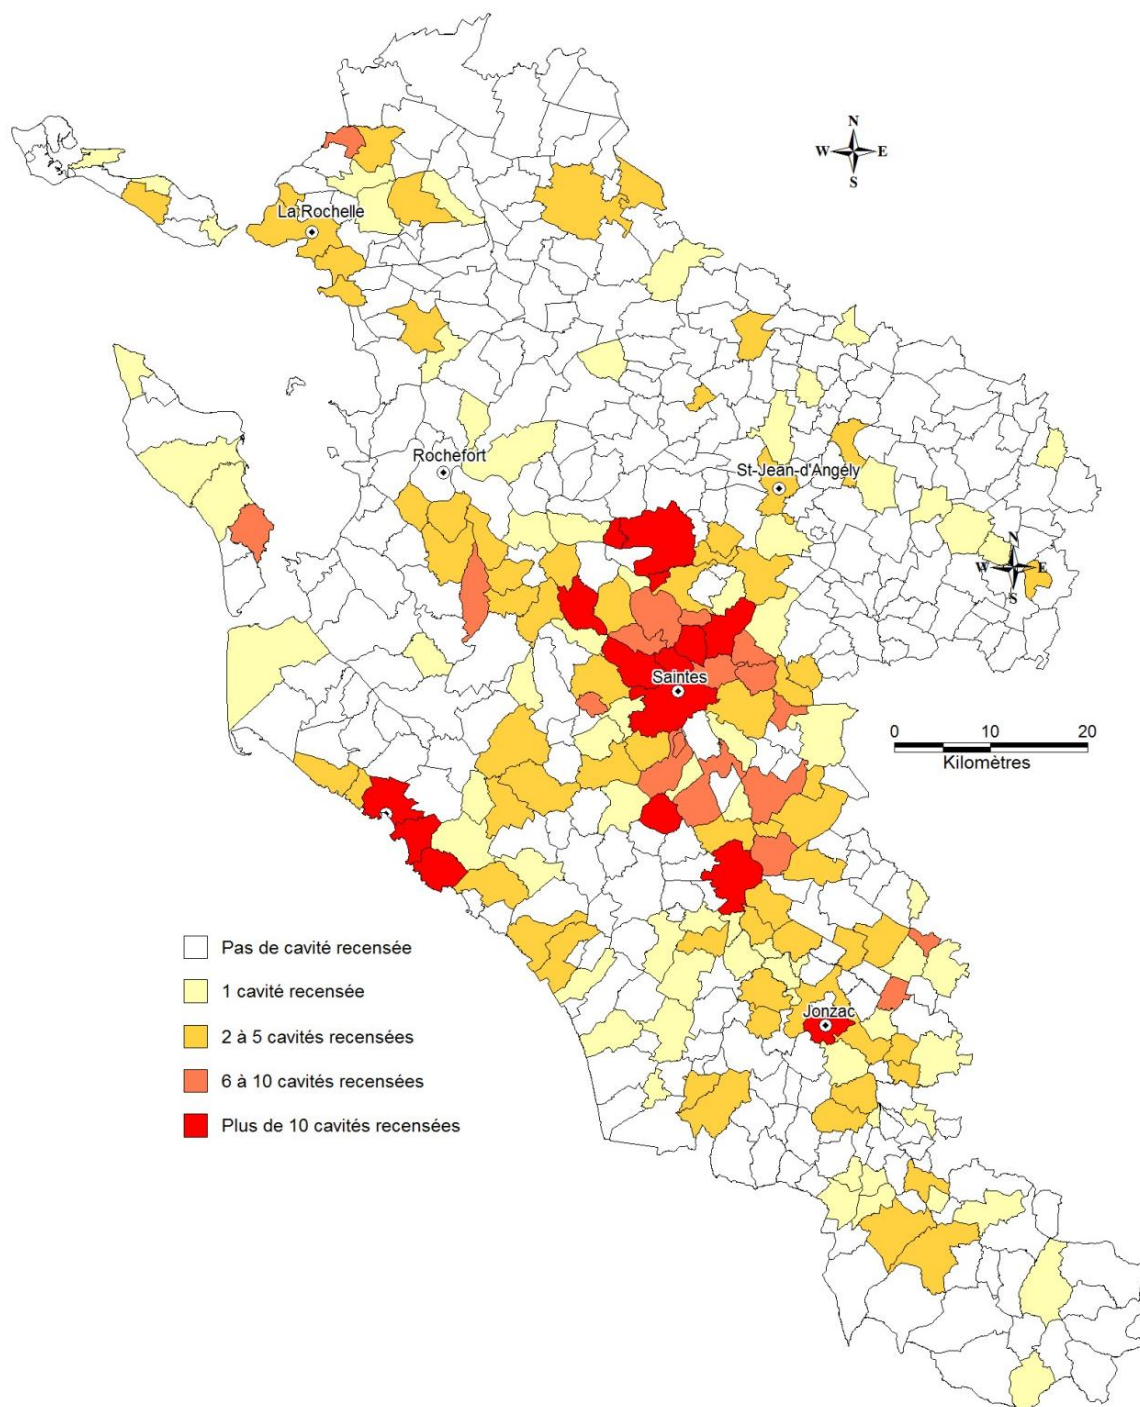 N
W E
S
La Rochelle
Rochefort
St-Jean-d'Angély
N
W E
S
Saintes
0 10 20
Kilomètres
Pas de cavité recensée
1 cavité recensée
2 à 5 cavités recensées
Jonzac
6 à 10 cavités recensées
Plus de 10 cavités recensées